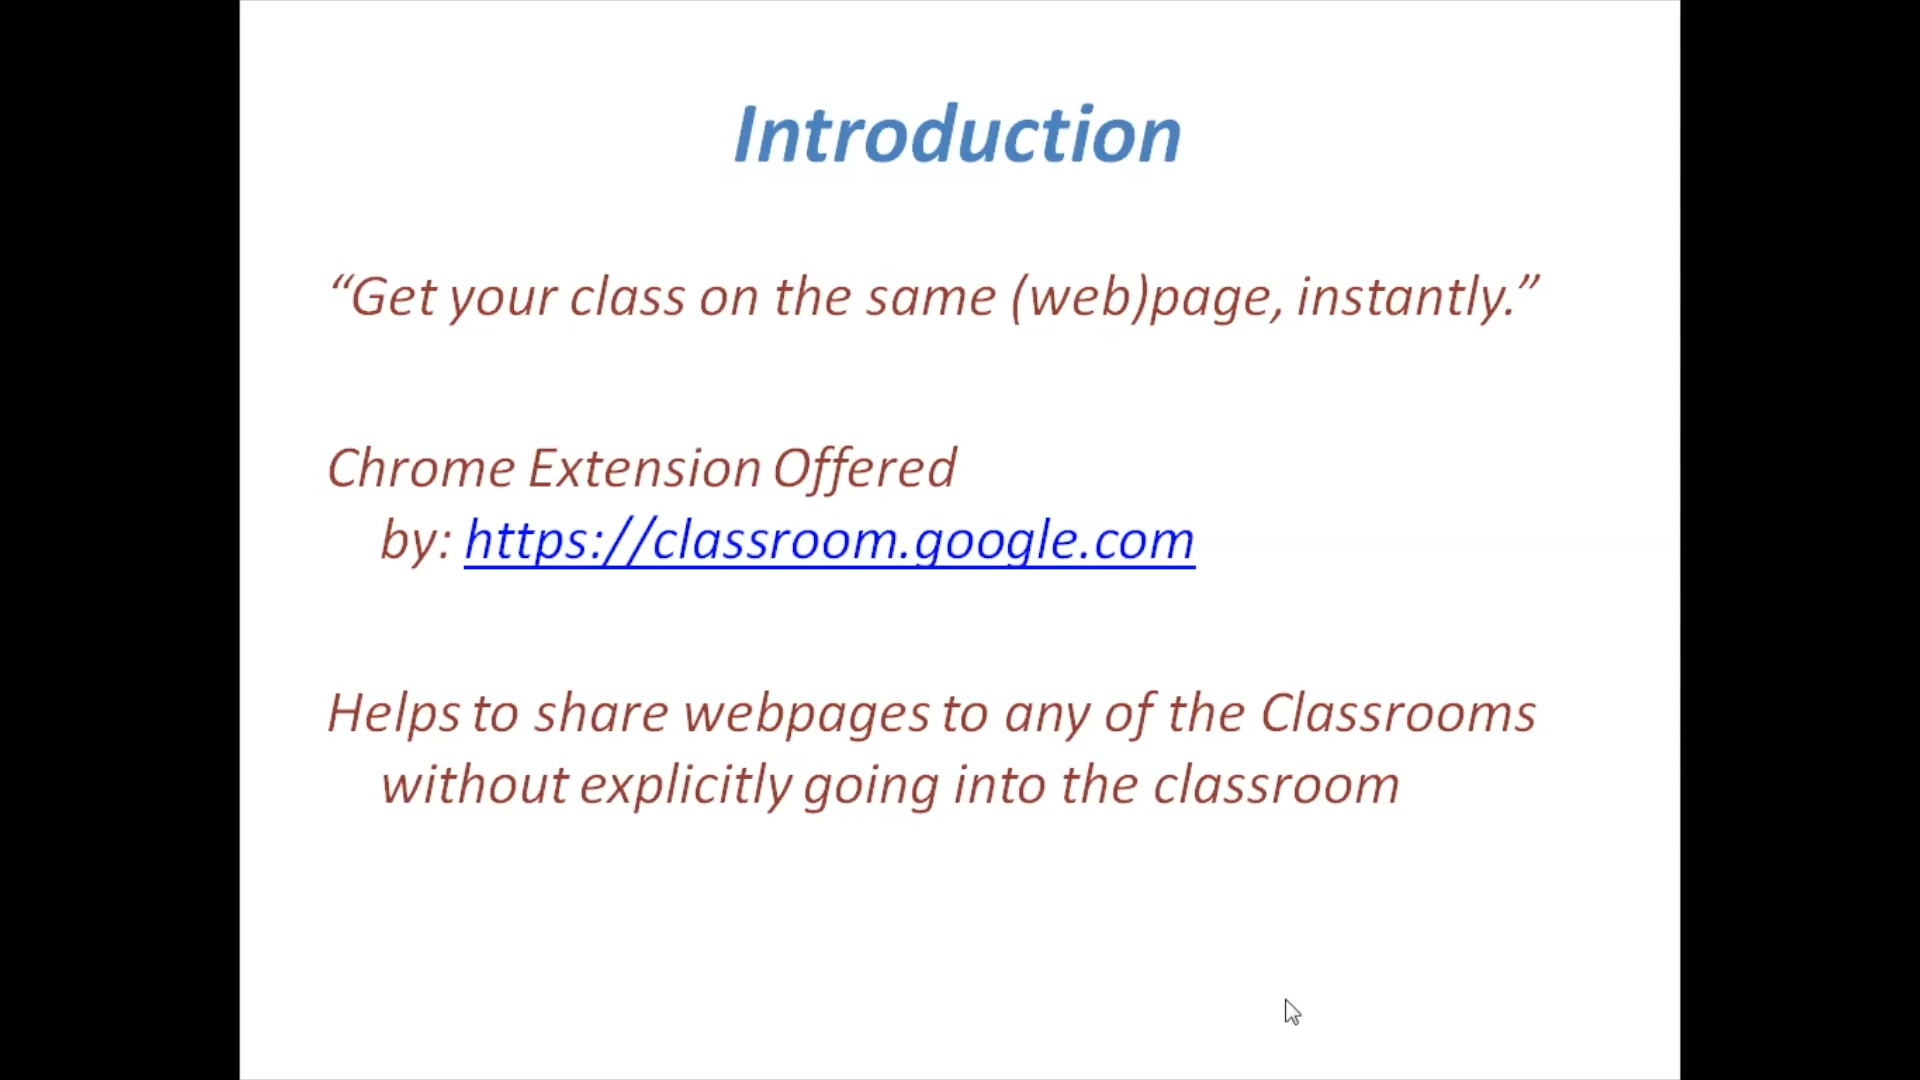 Introduction
“Get your class on the same (web)page, instantly.”
Chrome Extension Offered
by: https://classroom.google.com
Helps to share webpages to any of the Classrooms
without explicitly going into the classroom